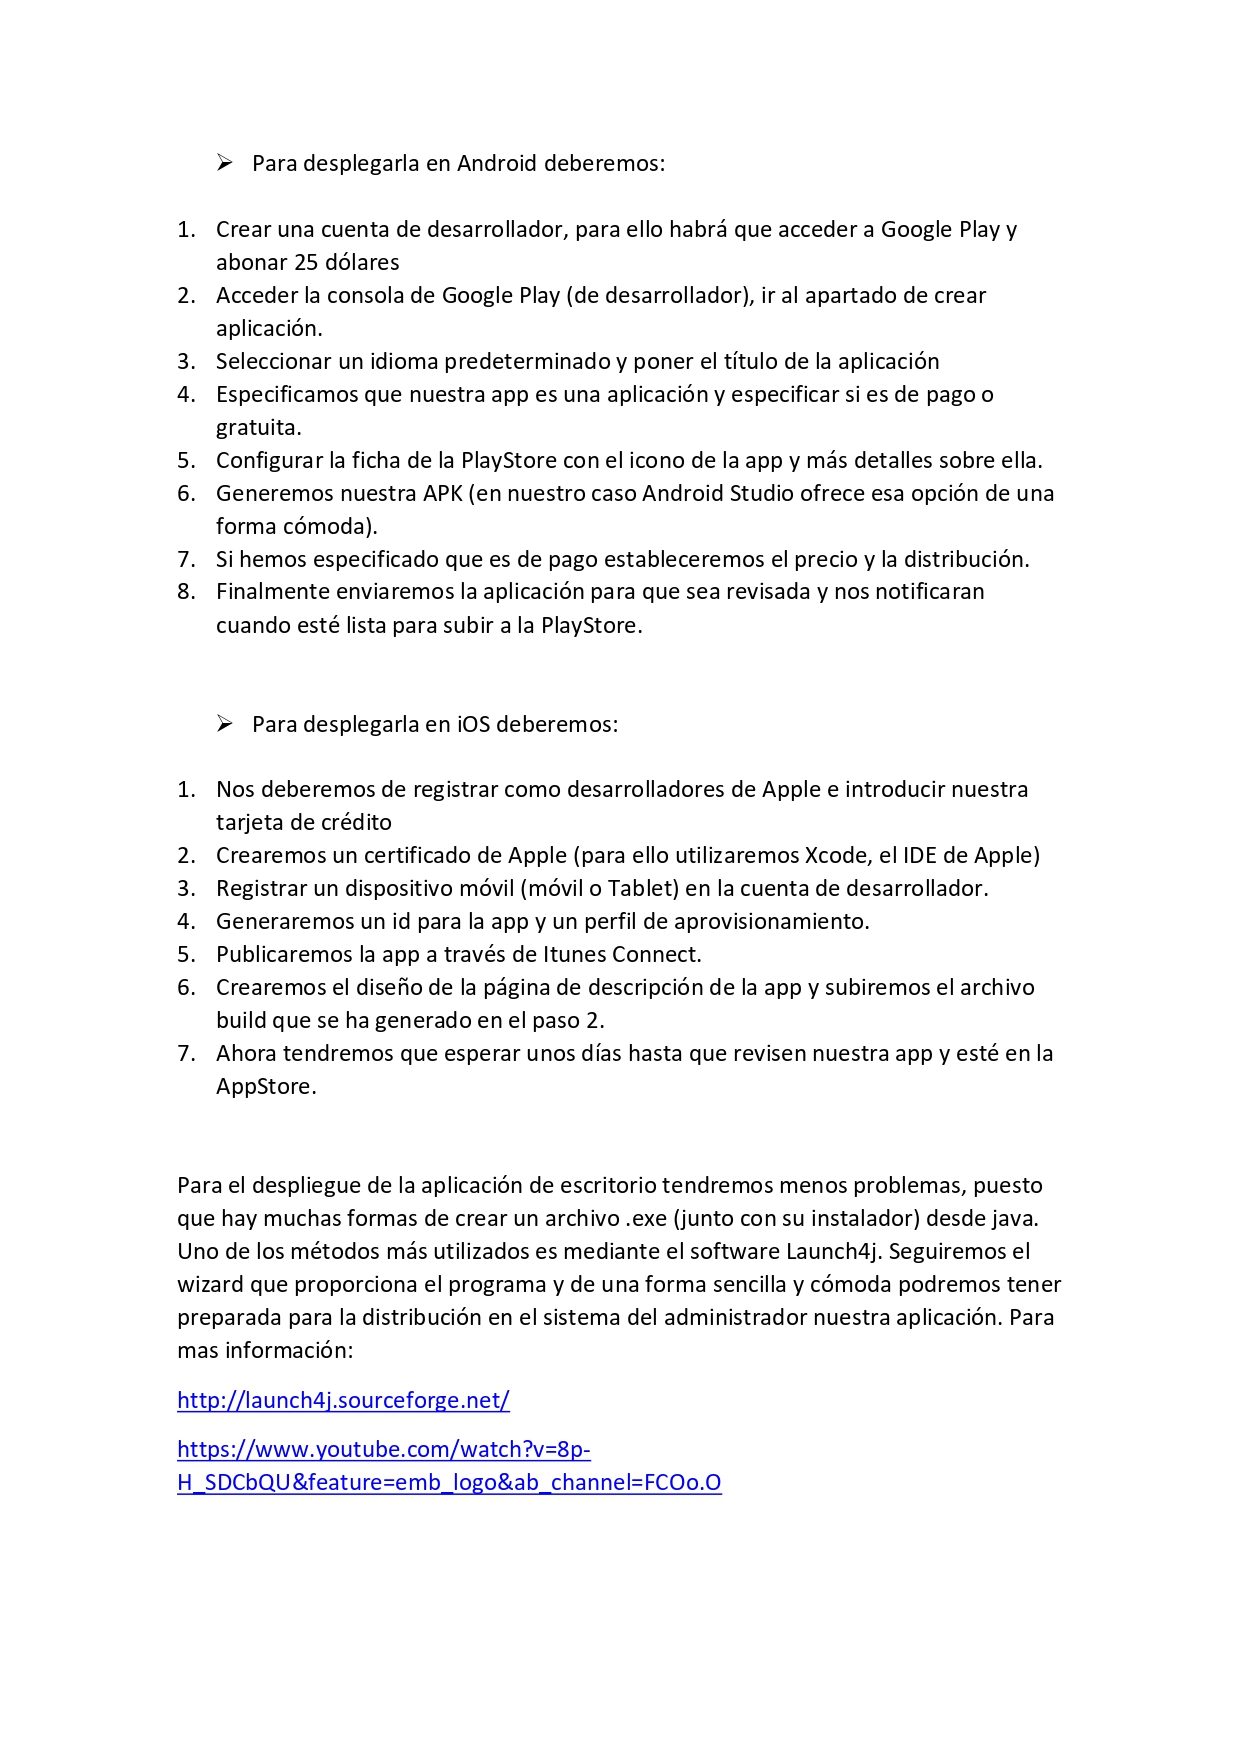 ➢ Para desplegarla en Android deberemos:
1. Crear una cuenta de desarrollador, para ello habrá que acceder a Google Play y
abonar 25 dólares
2. Acceder la consola de Google Play (de desarrollador), ir al apartado de crear
aplicación.
3. Seleccionar un idioma predeterminado y poner el título de la aplicación
4. Especificamos que nuestra app es una aplicación y especificar si es de pago o
gratuita.
5. Configurar la ficha de la PlayStore con el icono de la app y más detalles sobre ella.
6. Generemos nuestra APK (en nuestro caso Android Studio ofrece esa opción de una
forma cómoda).
7. Si hemos especificado que es de pago estableceremos el precio y la distribución.
8. Finalmente enviaremos la aplicación para que sea revisada y nos notificaran
cuando esté lista para subir a la PlayStore.
➢ Para desplegarla en iOS deberemos:
1. Nos deberemos de registrar como desarrolladores de Apple e introducir nuestra
tarjeta de crédito
2. Crearemos un certificado de Apple (para ello utilizaremos Xcode, el IDE de Apple)
3. Registrar un dispositivo móvil (móvil o Tablet) en la cuenta de desarrollador.
4. Generaremos un id para la app y un perfil de aprovisionamiento.
5. Publicaremos la app a través de Itunes Connect.
6. Crearemos el diseño de la página de descripción de la app y subiremos el archivo
build que se ha generado en el paso 2.
7. Ahora tendremos que esperar unos días hasta que revisen nuestra app y esté en la
AppStore.
Para el despliegue de la aplicación de escritorio tendremos menos problemas, puesto
que hay muchas formas de crear un archivo .exe (junto con su instalador) desde java.
Uno de los métodos más utilizados es mediante el software Launch4j. Seguiremos el
wizard que proporciona el programa y de una forma sencilla y cómoda podremos tener
preparada para la distribución en el sistema del administrador nuestra aplicación. Para
mas información:
http://launch4j.sourceforge.net/
https://www.youtube.com/watch?v=8p-
H_SDCbQU&feature=emb_logo&ab_channel=FCOo.O